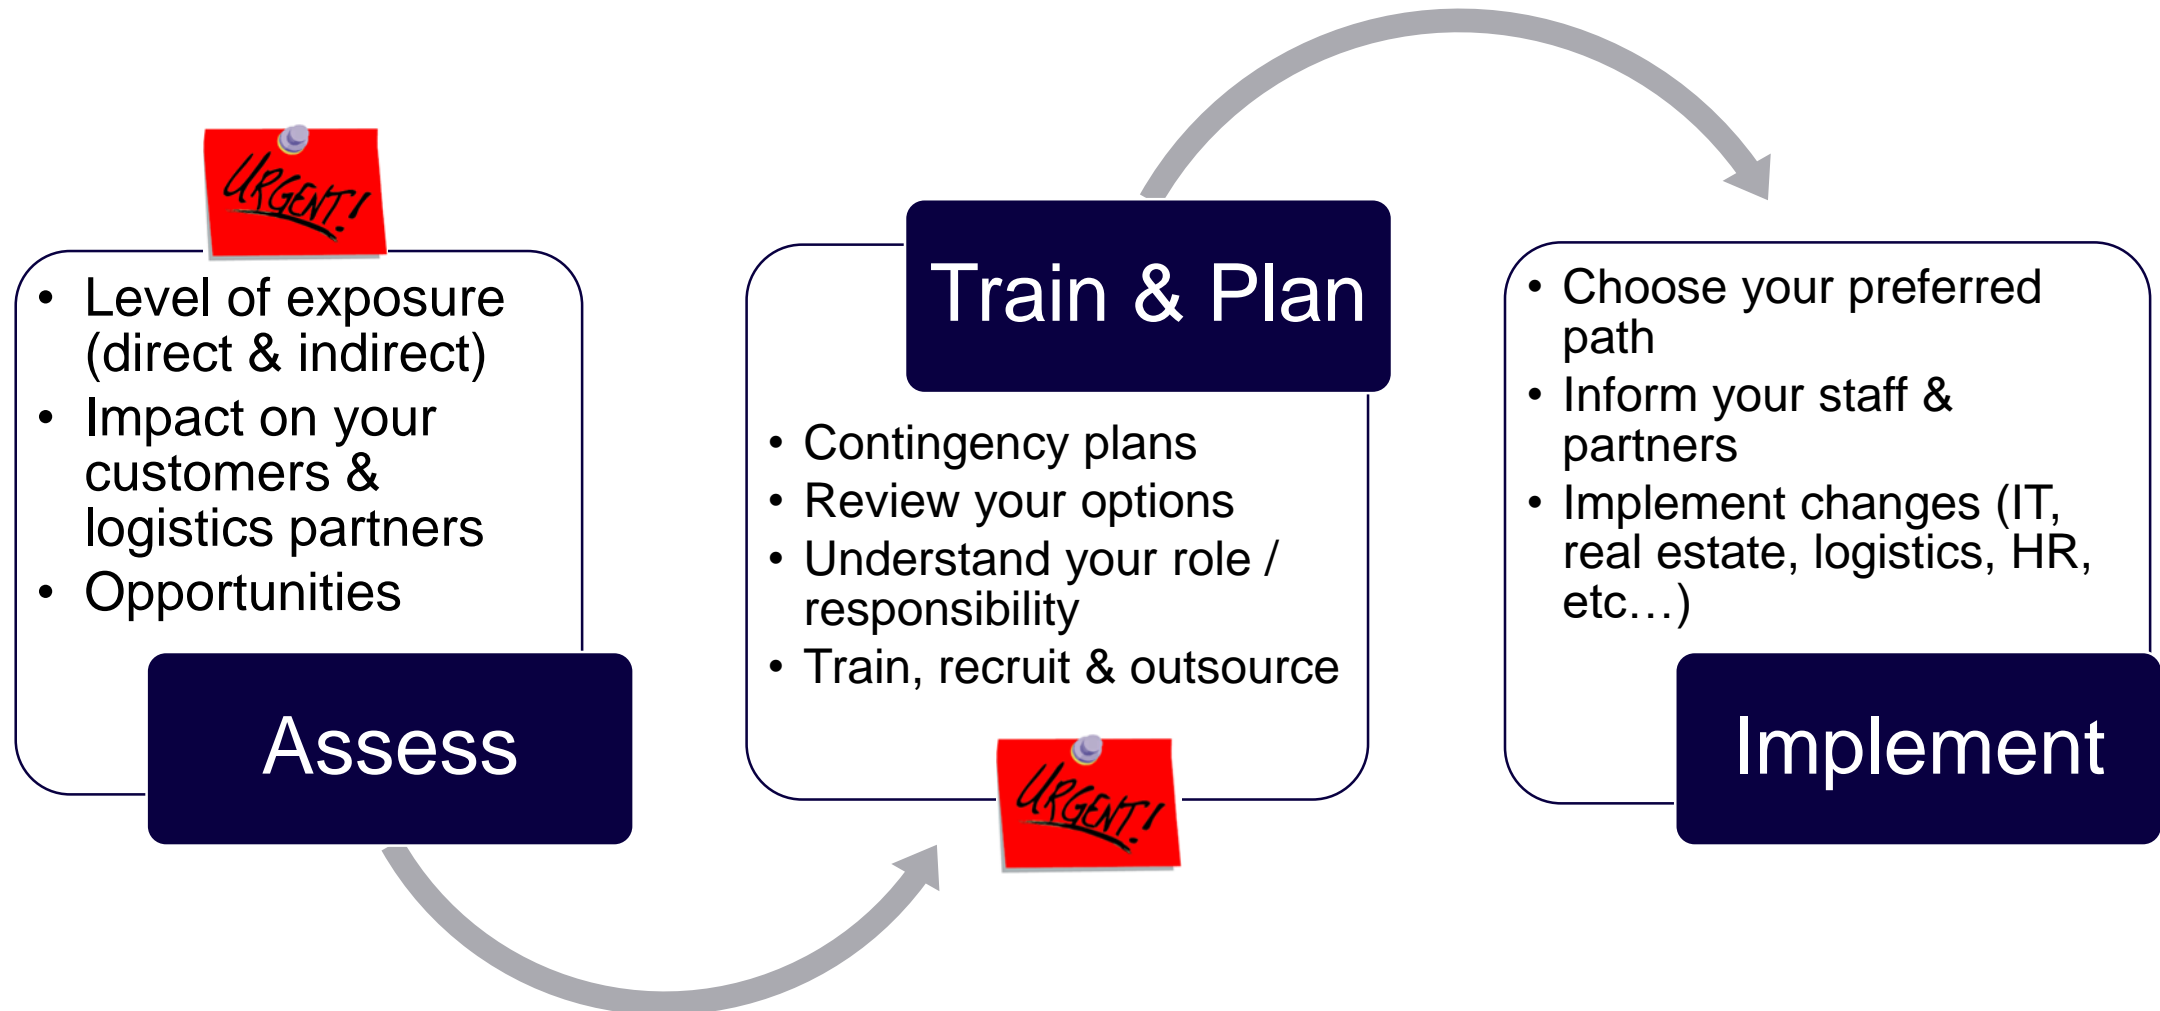 URGENT!
• Level of exposure
(direct & indirect)
• Impact on your
customers &
logistics partners
• Opportunities
Assess
Train & Plan
• Contingency plans
• Review your options
• Understand your role /
responsibility
• Train, recruit & outsource
URGENT!
• Choose your preferred
path
• Inform your staff &
partners
• Implement changes (IT,
real estate, logistics, HR,
etc…)
Implement